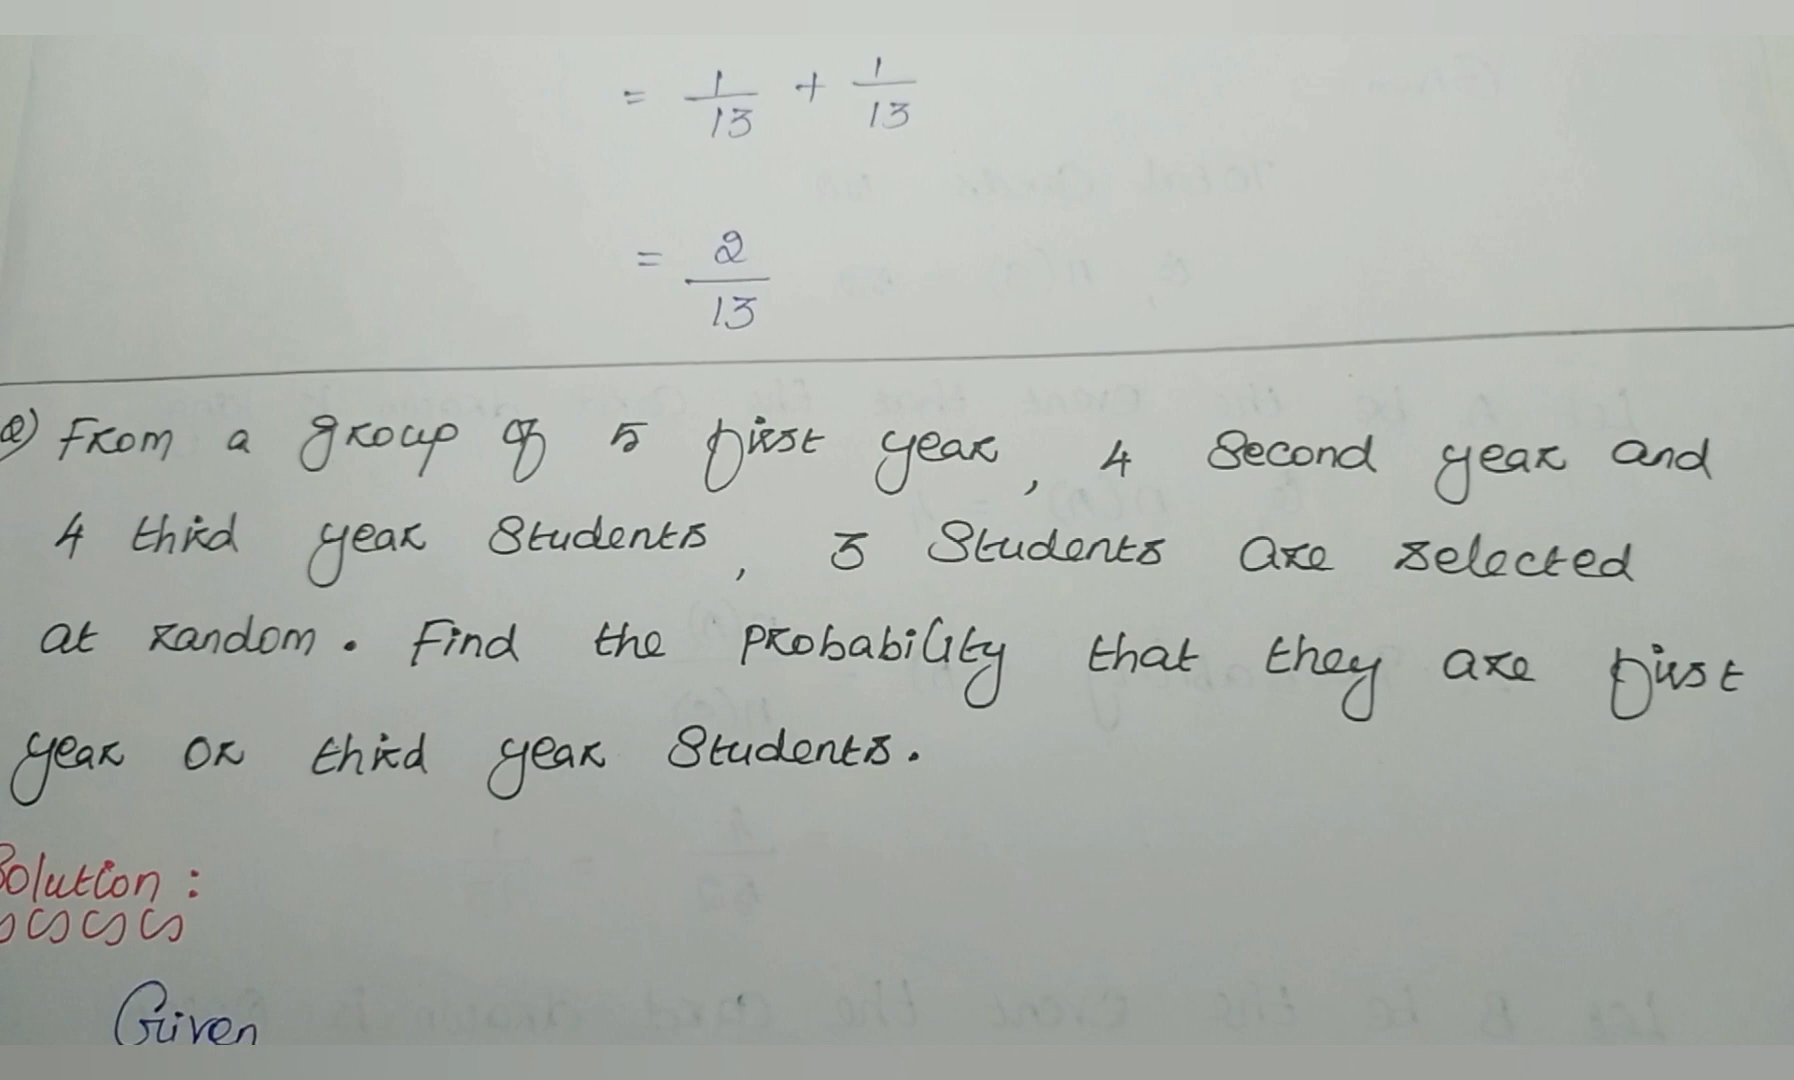 = 1/13 + 1/13
= 2/13
2) From a group of 5 first year, 4 Second year and
4 third year Students, 3 Students are selected
at random. Find the probability that they are first
year or third year Students.
Solution:
Given